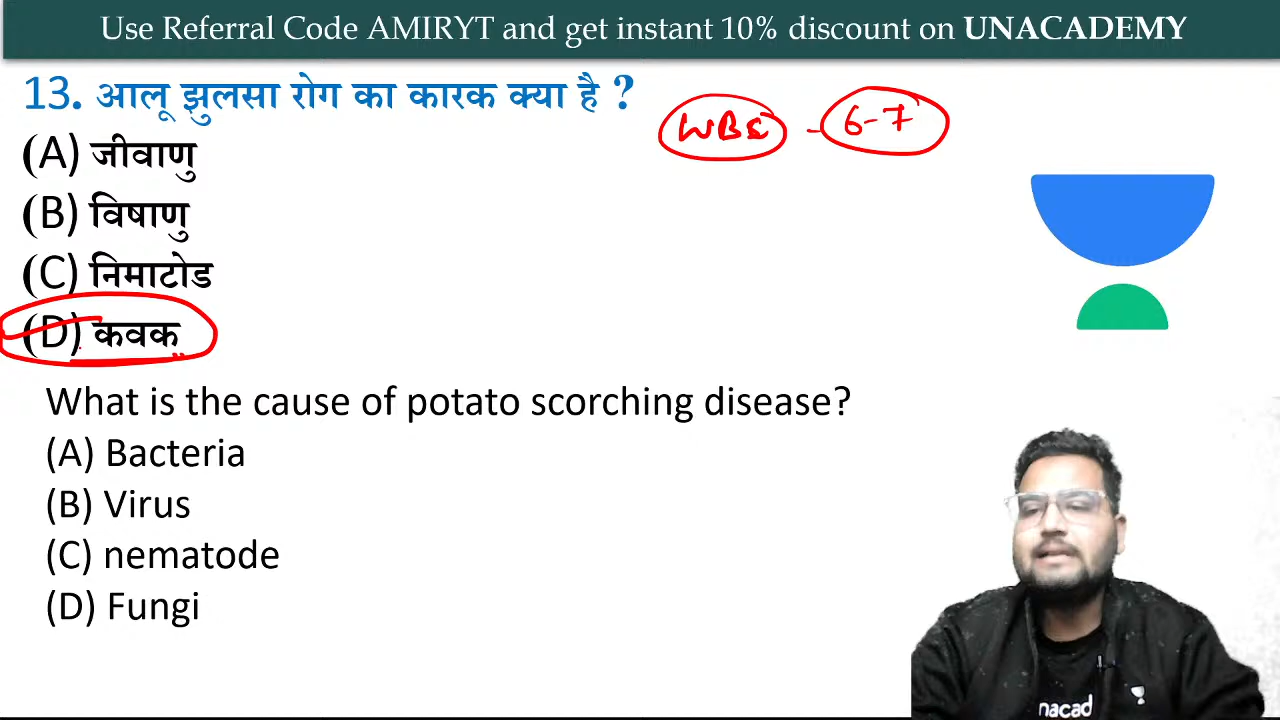 Use Referral Code AMIRYT and get instant 10% discount on UNACADEMY
13. आलू झुलसा रोग का कारक क्या है ?
WBC - 6-7
(A) जीवाणु
(B) विषाणु
(C) निमाटोड
(D) कवक
What is the cause of potato scorching disease?
(A) Bacteria
(B) Virus
(C) nematode
(D) Fungi
nacad